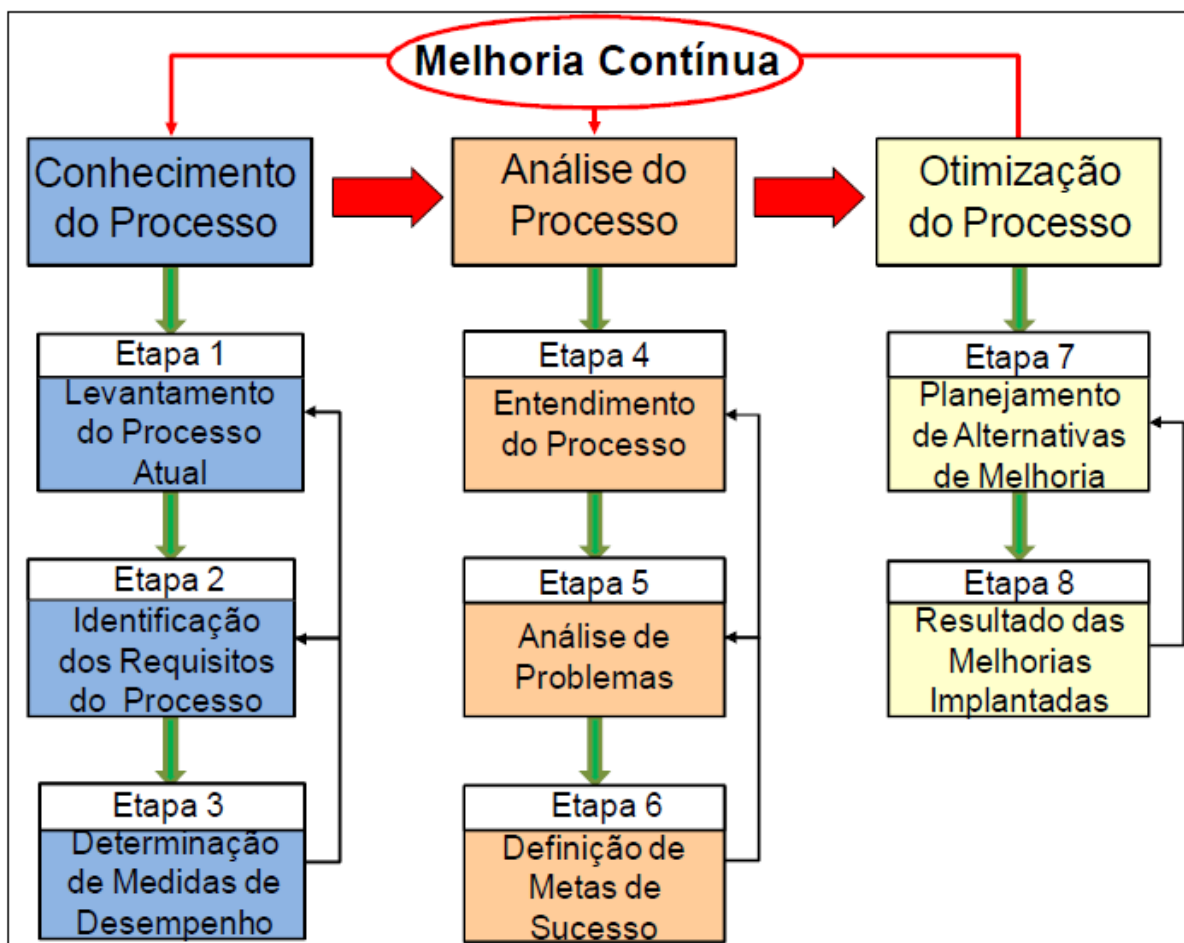 Melhoria Contínua
Conhecimento
do Processo
Análise do
Processo
Otimização
do Processo
Etapa 1
Levantamento
do Processo
Atual
Etapa 2
Identificação
dos Requisitos
do Processo
Etapa 3
Determinação
de Medidas de
Desempenho
Etapa 4
Entendimento
do Processo
Etapa 5
Análise de
Problemas
Etapa 6
Definição de
Metas de
Sucesso
Etapa 7
Planejamento
de Alternativas
de Melhoria
Etapa 8
Resultado das
Melhorias
Implantadas